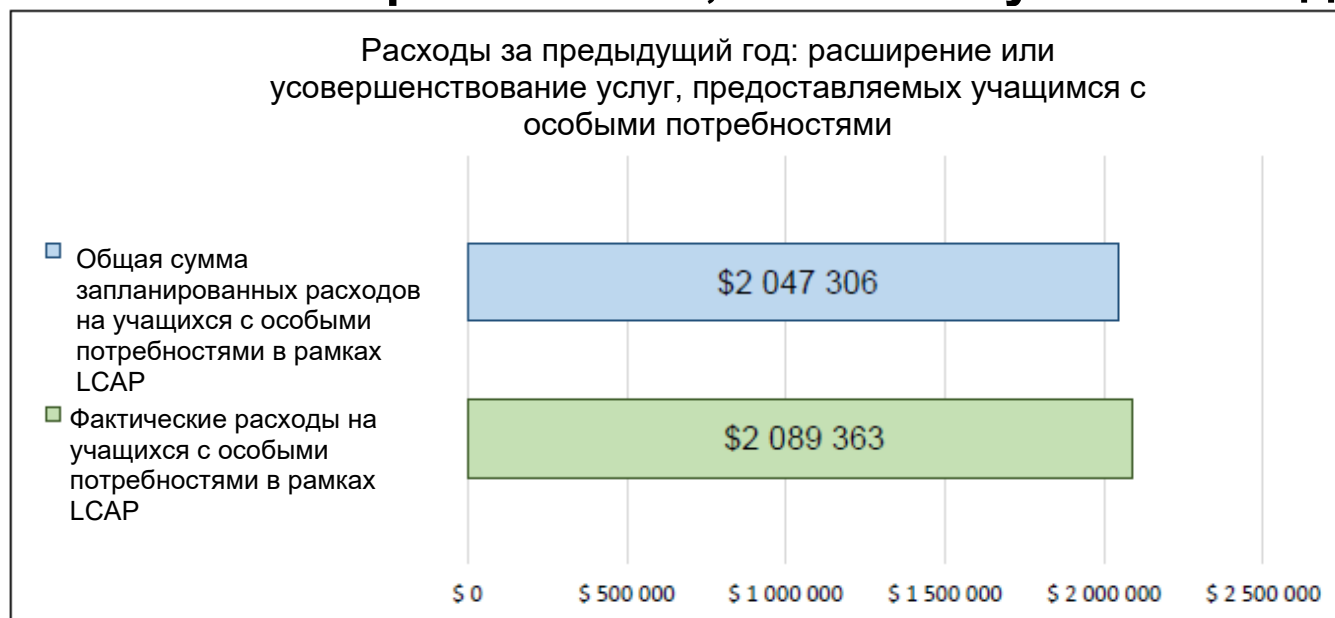 Расходы за предыдущий год: расширение или
усовершенствование услуг, предоставляемых учащимся с
особыми потребностями
Общая сумма
запланированных расходов
на учащихся с особыми
потребностями в рамках
LCAP
$2 047 306
Фактические расходы на
учащихся с особыми
потребностями в рамках
LCAP
$2 089 363
$ 0 $ 500 000 $ 1 000 000 $ 1 500 000 $ 2 000 000 $ 2 500 000